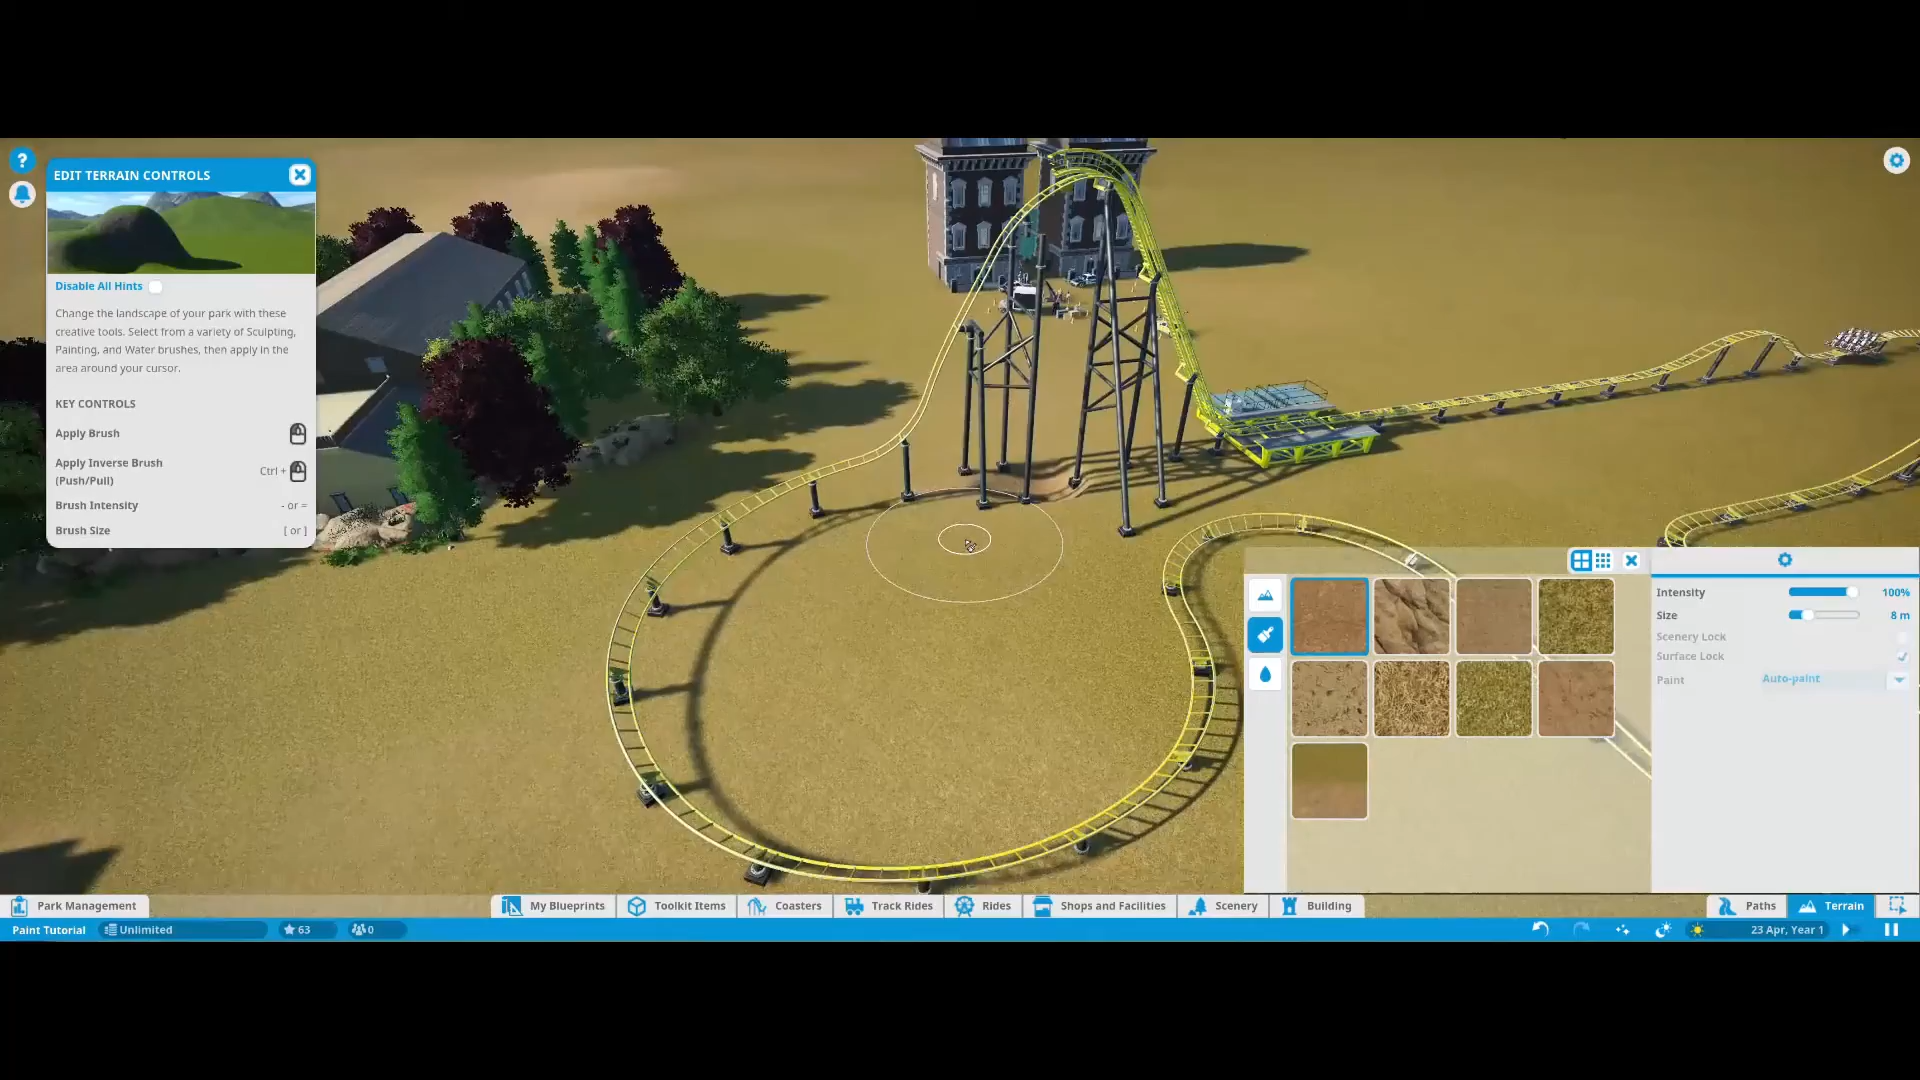 ?
EDIT TERRAIN CONTROLS
Disable All Hints
Change the landscape of your park with these
creative tools. Select from a variety of Sculpting,
Painting, and Water brushes, then apply in the
area around your cursor.
KEY CONTROLS
Apply Brush
Apply Inverse Brush
(Push/Pull)
Ctrl +
Brush Intensity
- or =
Brush Size
[ or ]
Intensity 100%
Size 8 m
Scenery Lock
Surface Lock
Paint Auto-paint
Park Management
My Blueprints
Toolkit Items
Coasters
Track Rides
Rides
Shops and Facilities
Scenery
Building
Paths
Terrain
Paint Tutorial
Unlimited
63
0
23 Apr, Year 1